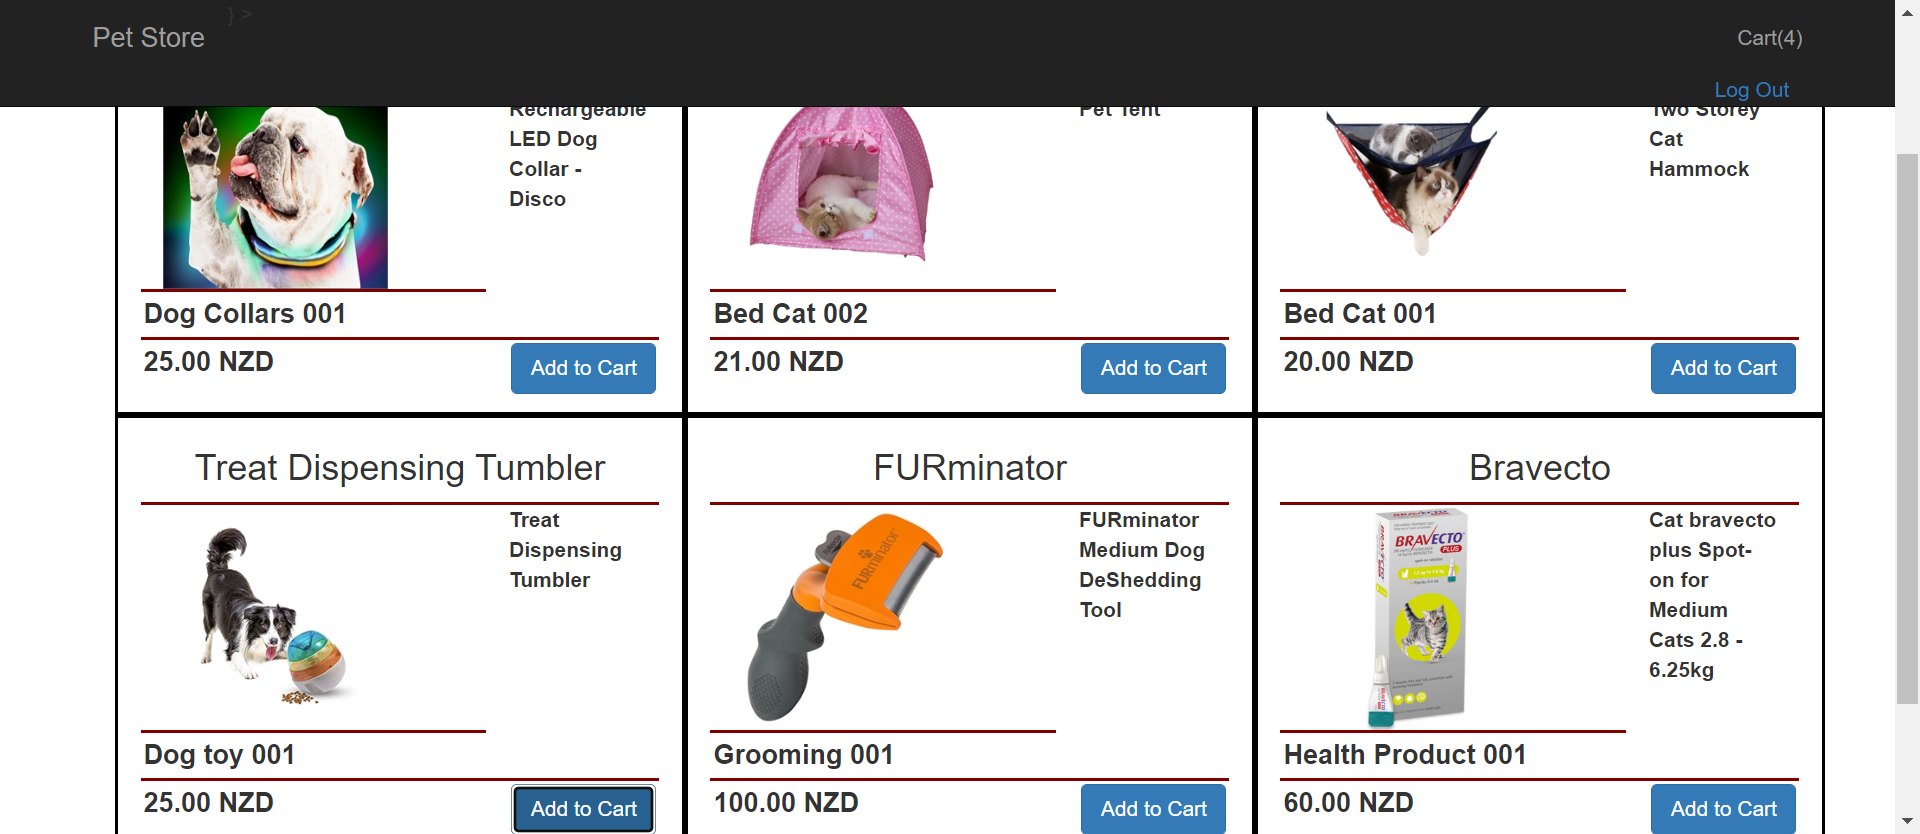 } >
Pet Store
Cart(4)
Log Out
Rechargeable
LED Dog
Collar -
Disco
Pet Tent
Two Storey
Cat
Hammock
Dog Collars 001
Bed Cat 002
Bed Cat 001
25.00 NZD
Add to Cart
21.00 NZD
Add to Cart
20.00 NZD
Add to Cart
Treat Dispensing Tumbler
FURminator
Bravecto
Treat
Dispensing
Tumbler
FURminator
FURminator
Medium Dog
DeShedding
Tool
BRAVECTO
PLUS
Cat bravecto
plus Spot-
on for
Medium
Cats 2.8 -
6.25kg
Dog toy 001
Grooming 001
Health Product 001
25.00 NZD
Add to Cart
100.00 NZD
Add to Cart
60.00 NZD
Add to Cart